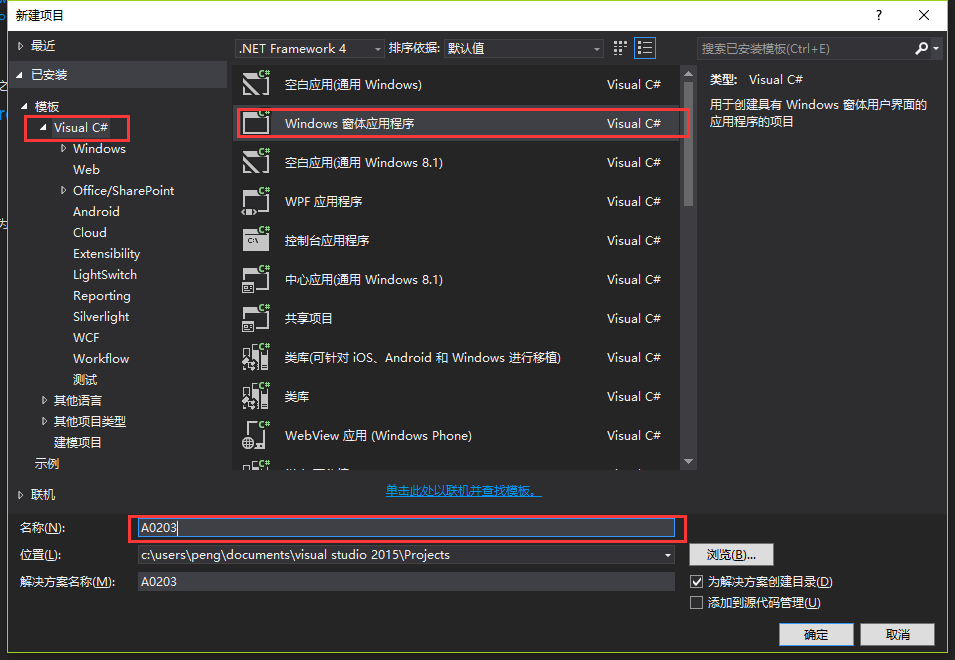 新建项目
?
最近
已安装
模板
Visual C#
Windows
Web
Office/SharePoint
Android
Cloud
Extensibility
LightSwitch
Reporting
Silverlight
WCF
Workflow
测试
其他语言
其他项目类型
建模项目
示例
联机
.NET Framework 4 排序依据: 默认值
空白应用(通用 Windows) Visual C#
Windows 窗体应用程序 Visual C#
空白应用(通用 Windows 8.1) Visual C#
WPF 应用程序 Visual C#
控制台应用程序 Visual C#
中心应用(通用 Windows 8.1) Visual C#
共享项目 Visual C#
类库(可针对 iOS、Android 和 Windows 进行移植) Visual C#
类库 Visual C#
WebView 应用 (Windows Phone) Visual C#
单击此处以联机并查找模板。
搜索已安装模板(Ctrl+E)
类型: Visual C#
用于创建具有 Windows 窗体用户界面的
应用程序的项目
名称(N): A0203
位置(L): c:\users\peng\documents\visual studio 2015\Projects 浏览(B)...
解决方案名称(M): A0203 为解决方案创建目录(D)
添加到源代码管理(U)
确定 取消